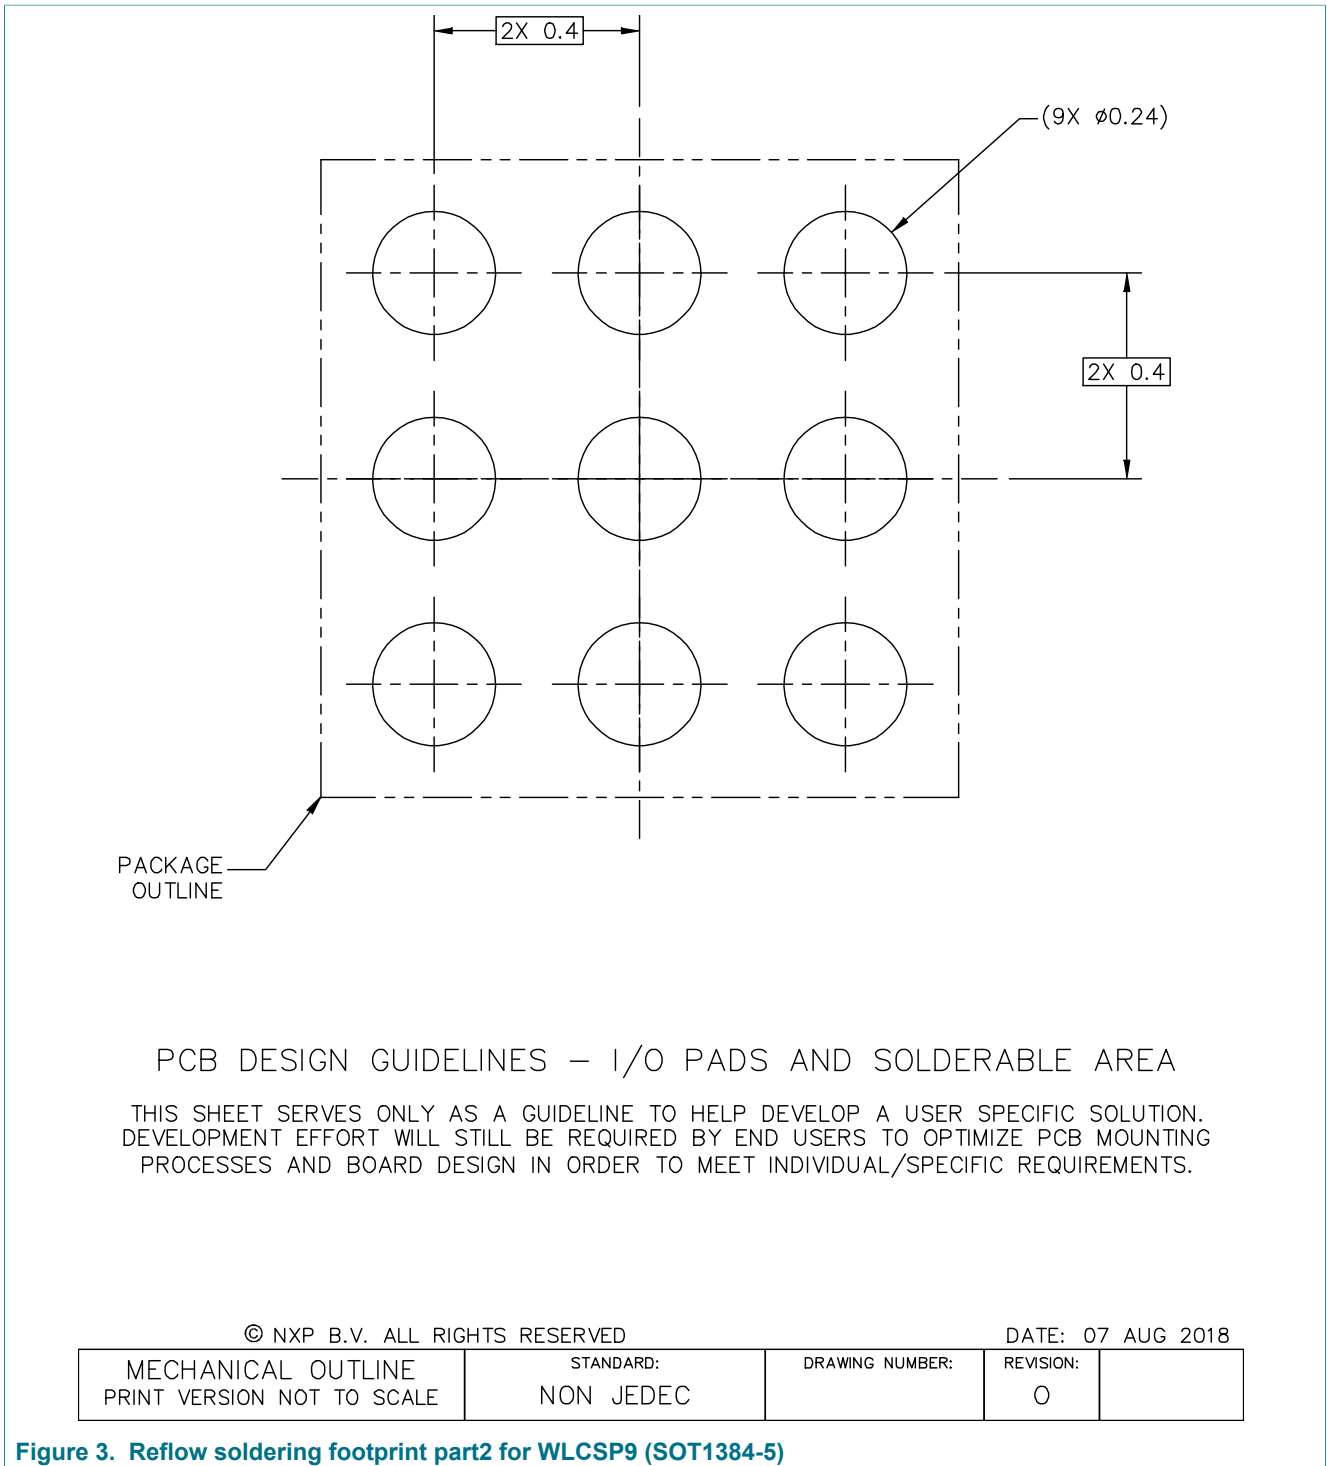 2X 0.4
(9X ø0.24)
2X 0.4
PACKAGE
OUTLINE
PCB DESIGN GUIDELINES – I/O PADS AND SOLDERABLE AREA
THIS SHEET SERVES ONLY AS A GUIDELINE TO HELP DEVELOP A USER SPECIFIC SOLUTION.
DEVELOPMENT EFFORT WILL STILL BE REQUIRED BY END USERS TO OPTIMIZE PCB MOUNTING
PROCESSES AND BOARD DESIGN IN ORDER TO MEET INDIVIDUAL/SPECIFIC REQUIREMENTS.
© NXP B.V. ALL RIGHTS RESERVED
DATE: 07 AUG 2018
MECHANICAL OUTLINE
PRINT VERSION NOT TO SCALE
STANDARD:
NON JEDEC
DRAWING NUMBER:
REVISION:
O
Figure 3. Reflow soldering footprint part2 for WLCSP9 (SOT1384-5)